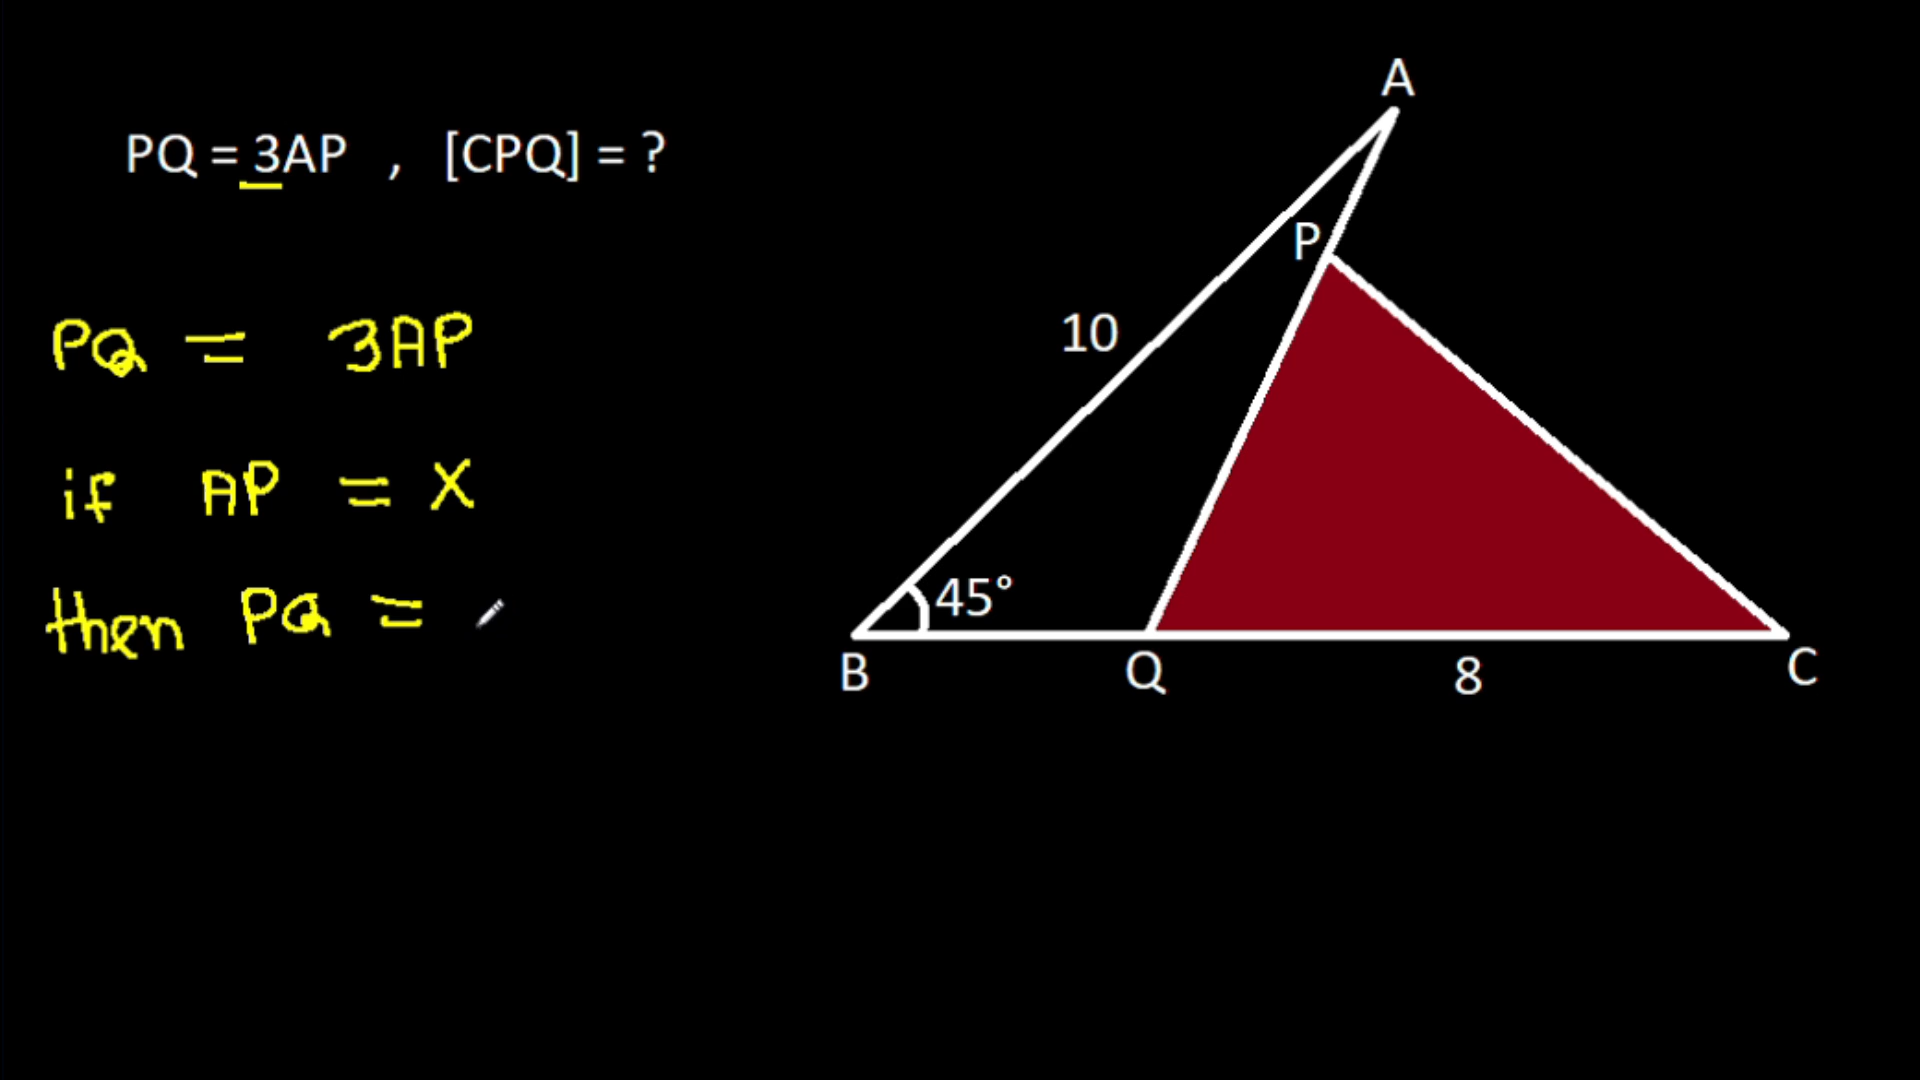 PQ = 3AP , [CPQ] = ?
PQ = 3AP
if AP = x
then PQ =
A
P
10
45°
B
Q
8
C